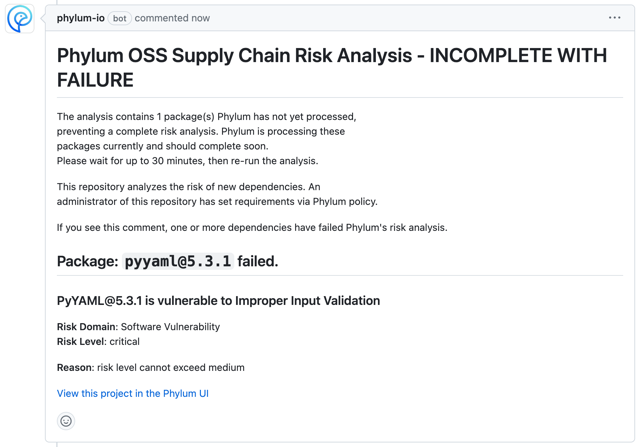 phylum-io bot commented now
Phylum OSS Supply Chain Risk Analysis - INCOMPLETE WITH
FAILURE
The analysis contains 1 package(s) Phylum has not yet processed,
preventing a complete risk analysis. Phylum is processing these
packages currently and should complete soon.
Please wait for up to 30 minutes, then re-run the analysis.
This repository analyzes the risk of new dependencies. An
administrator of this repository has set requirements via Phylum policy.
If you see this comment, one or more dependencies have failed Phylum's risk analysis.
Package: pyyaml@5.3.1 failed.
PyYAML@5.3.1 is vulnerable to Improper Input Validation
Risk Domain: Software Vulnerability
Risk Level: critical
Reason: risk level cannot exceed medium
View this project in the Phylum UI